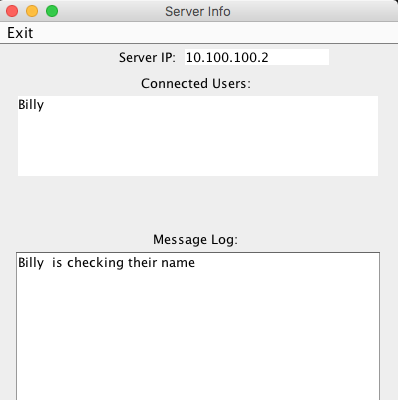 Server Info
Exit
Server IP: 10.100.100.2
Connected Users:
Billy
Message Log:
Billy  is checking their name